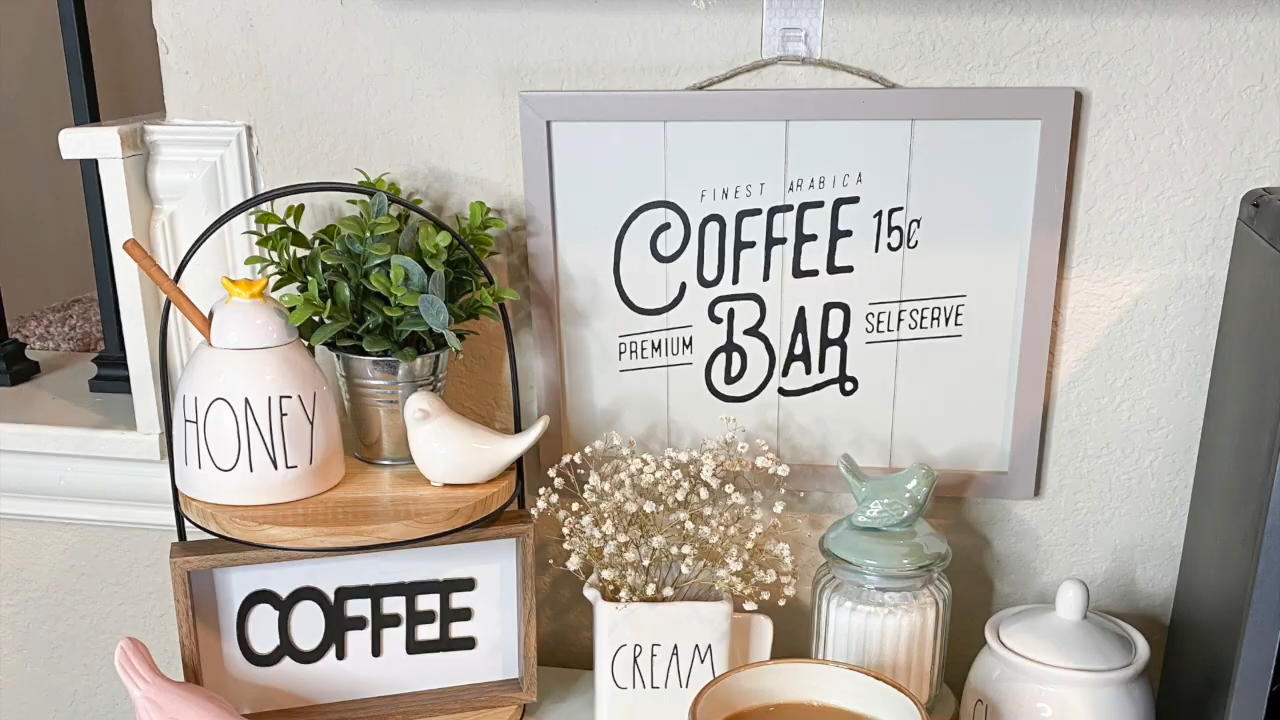 FINEST ARABICA
COFFEE 15¢
PREMIUM BAR SELFSERVE
HONEY
COFFEE
CREAM